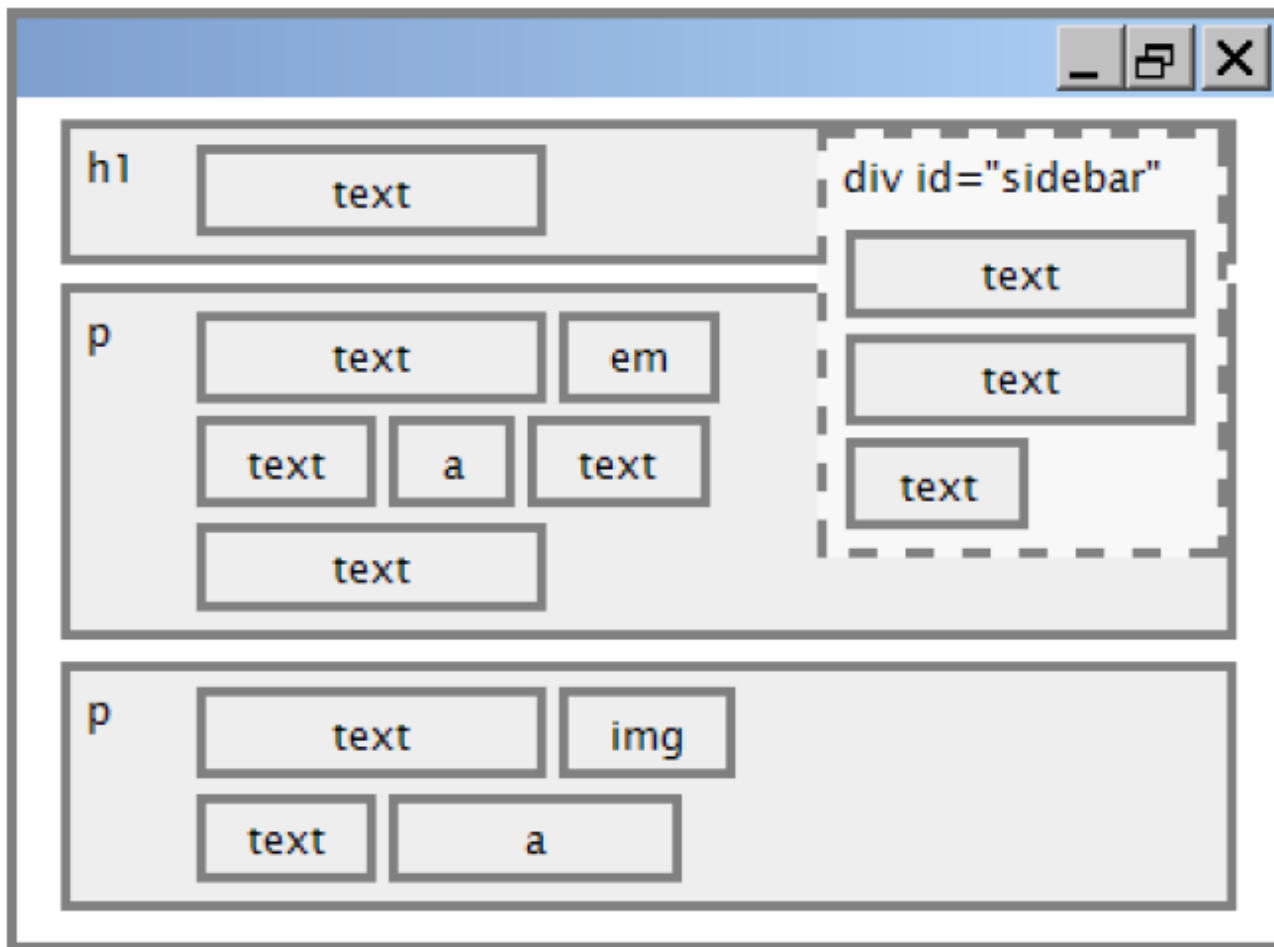 h1 text
div id="sidebar"
text
text
text
p text em
text a text
text
p text img
text a